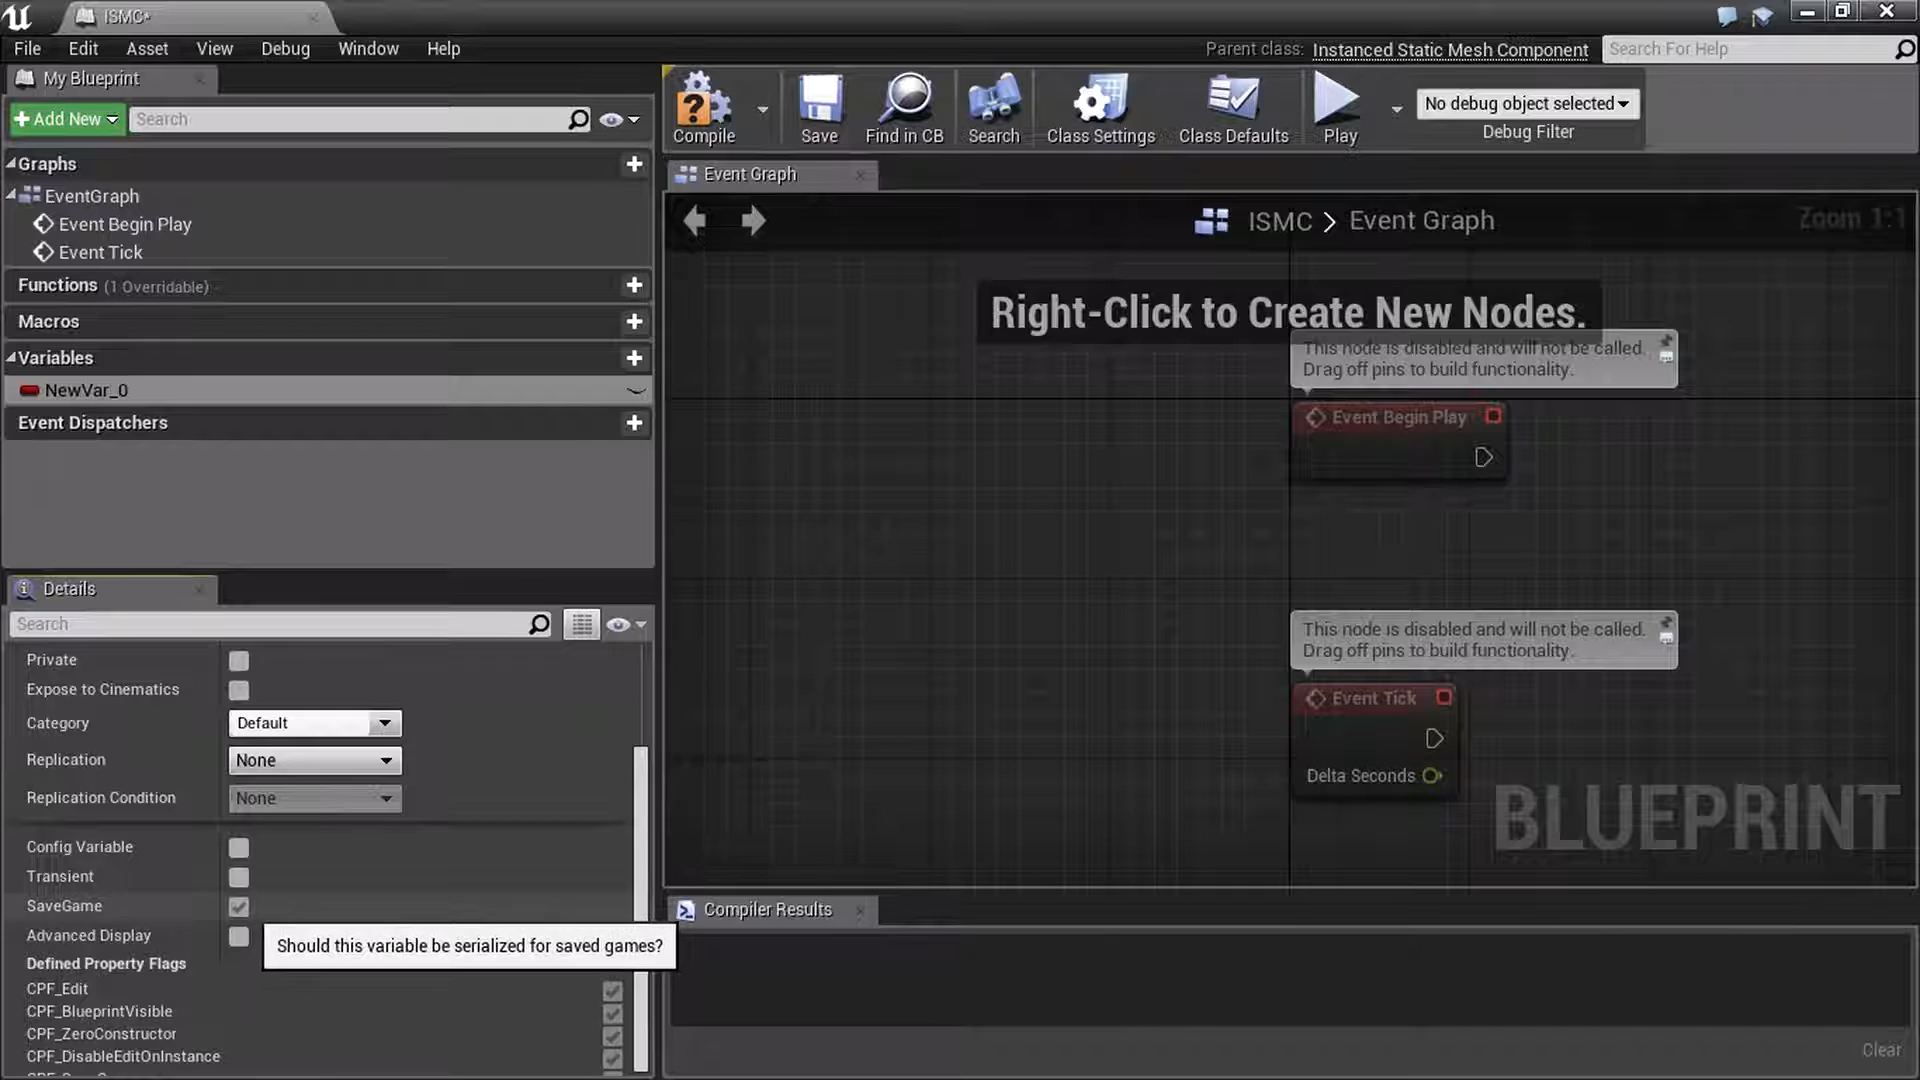 ISMC*
File Edit Asset View Debug Window Help
Parent class: Instanced Static Mesh Component
Search For Help
My Blueprint
Add New
Search
Graphs
EventGraph
Event Begin Play
Event Tick
Functions (1 Overridable)
Macros
Variables
NewVar_0
Event Dispatchers
Compile
Save
Find in CB
Search
Class Settings
Class Defaults
Play
No debug object selected
Debug Filter
Event Graph
ISMC > Event Graph
Zoom 1:1
Right-Click to Create New Nodes.
This node is disabled and will not be called.
Drag off pins to build functionality.
Event Begin Play
This node is disabled and will not be called.
Drag off pins to build functionality.
Event Tick
Delta Seconds
BLUEPRINT
Details
Search
Private
Expose to Cinematics
Category Default
Replication None
Replication Condition None
Config Variable
Transient
SaveGame
Advanced Display
Should this variable be serialized for saved games?
Defined Property Flags
CPF_Edit
CPF_BlueprintVisible
CPF_ZeroConstructor
CPF_DisableEditOnInstance
Compiler Results
Clear